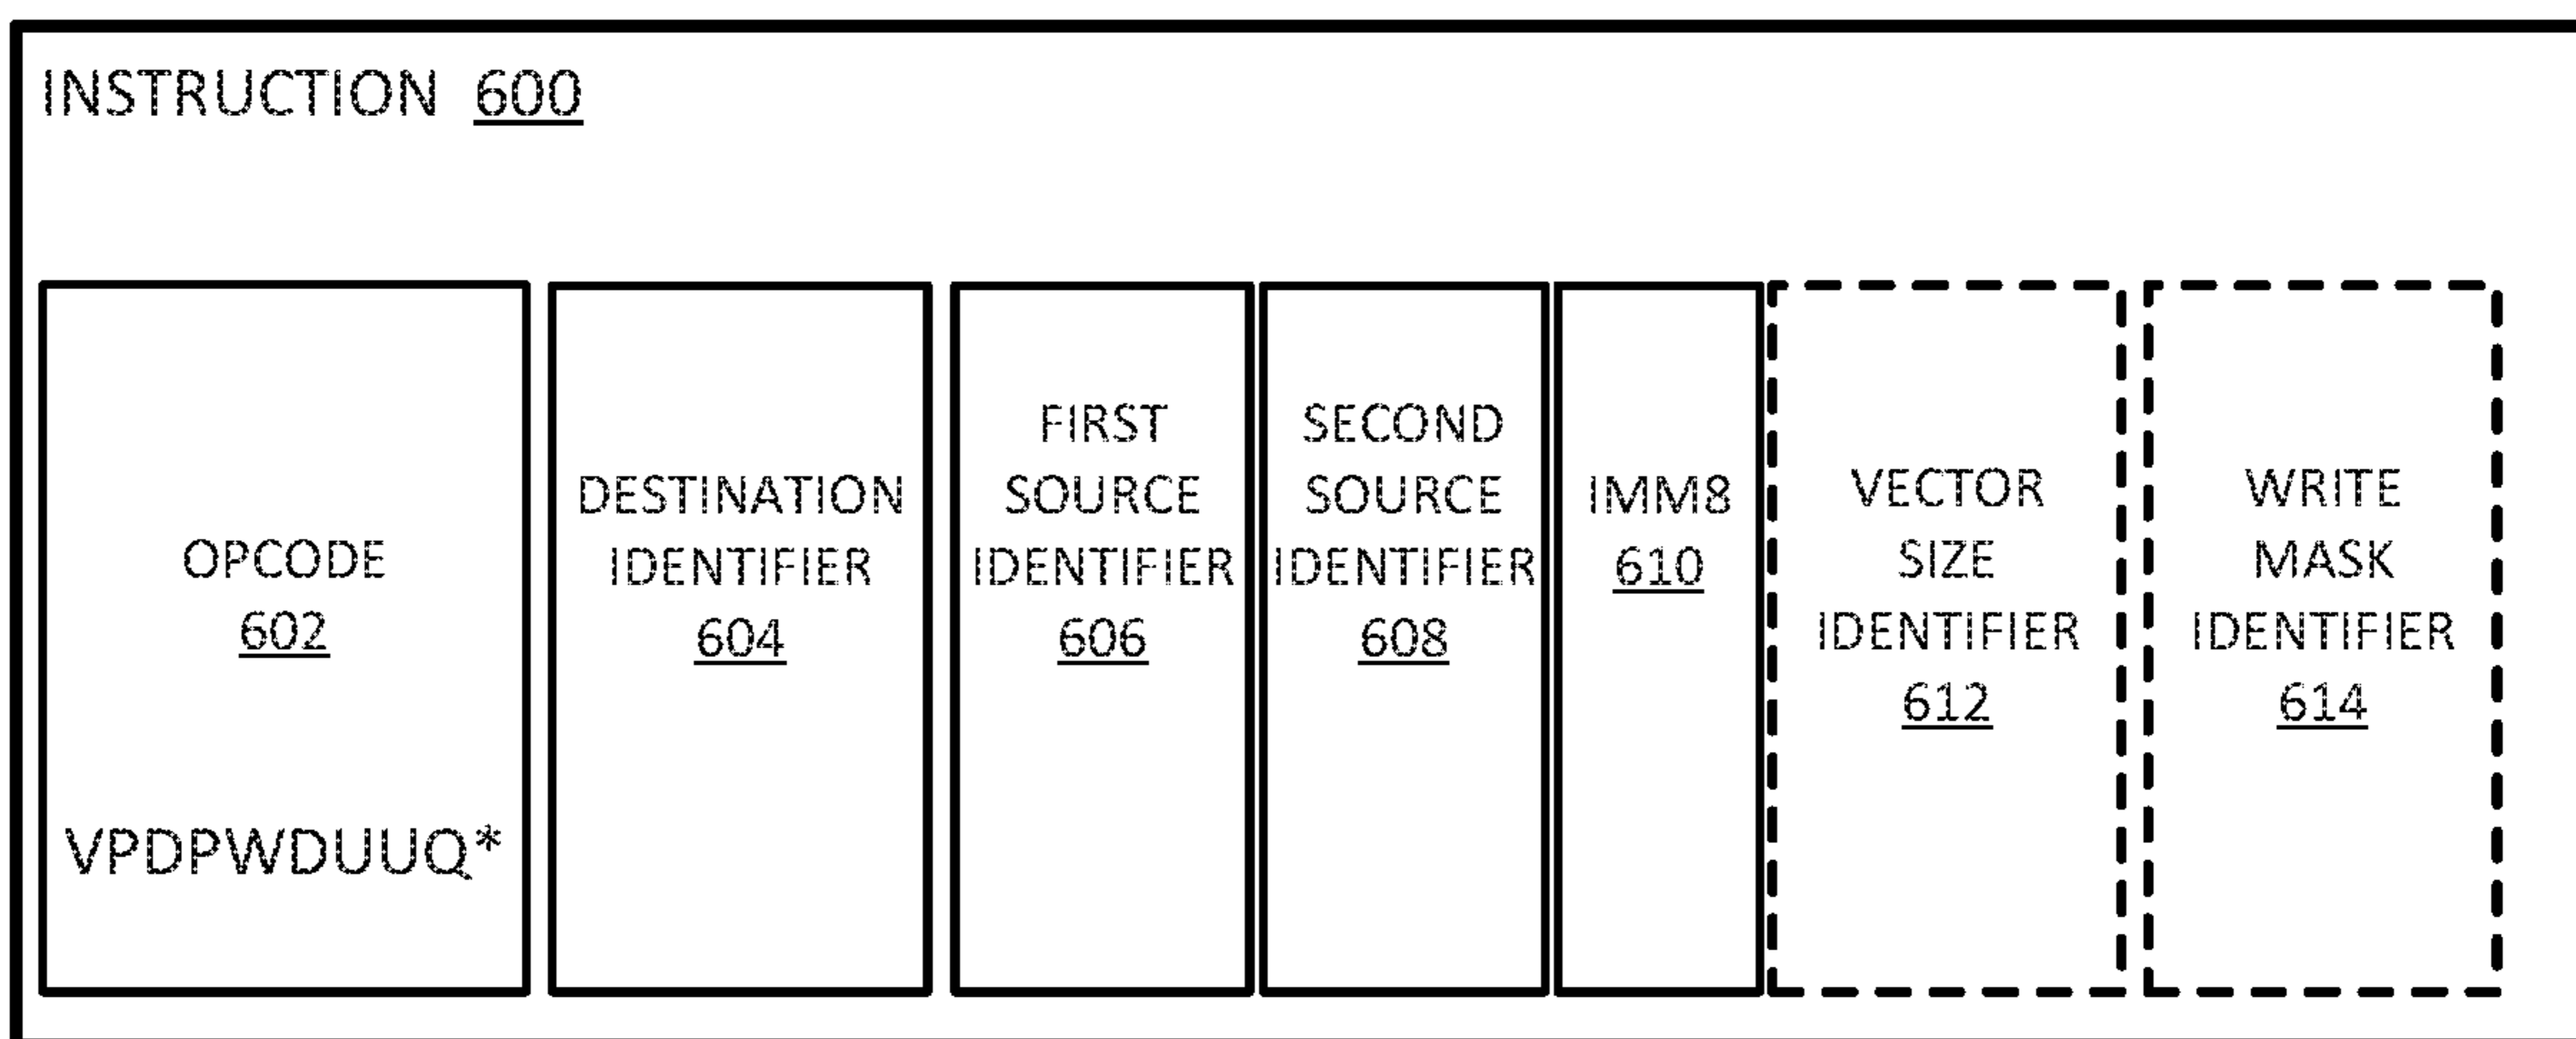 INSTRUCTION 600
OPCODE
602
VPDPWDUUQ*
DESTINATION
IDENTIFIER
604
FIRST
SOURCE
IDENTIFIER
606
SECOND
SOURCE
IDENTIFIER
608
IMM8
610
VECTOR
SIZE
IDENTIFIER
612
WRITE
MASK
IDENTIFIER
614